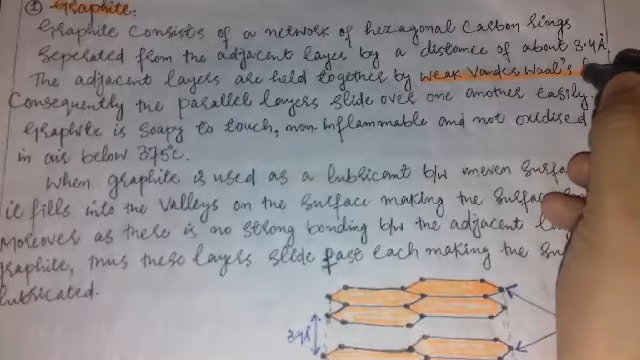 ① Graphite:
Graphite consists of a network of hexagonal carbon rings
seperated from the adjacent layer by a distance of about 3.4Å
The adjacent layers are held together by weak Vander Waal's
Consequently the parallel layers slide over one another easily.
Graphite is soapy to touch, non-inflammable and not oxidised
in air below 375°c.
When graphite is used as a lubricant b/w uneven
it fills into the valleys on the surface making the
Moreover as there is no strong bonding b/w the adjacent
graphite, thus these layers slide past each making the
lubricated.
3.4Å